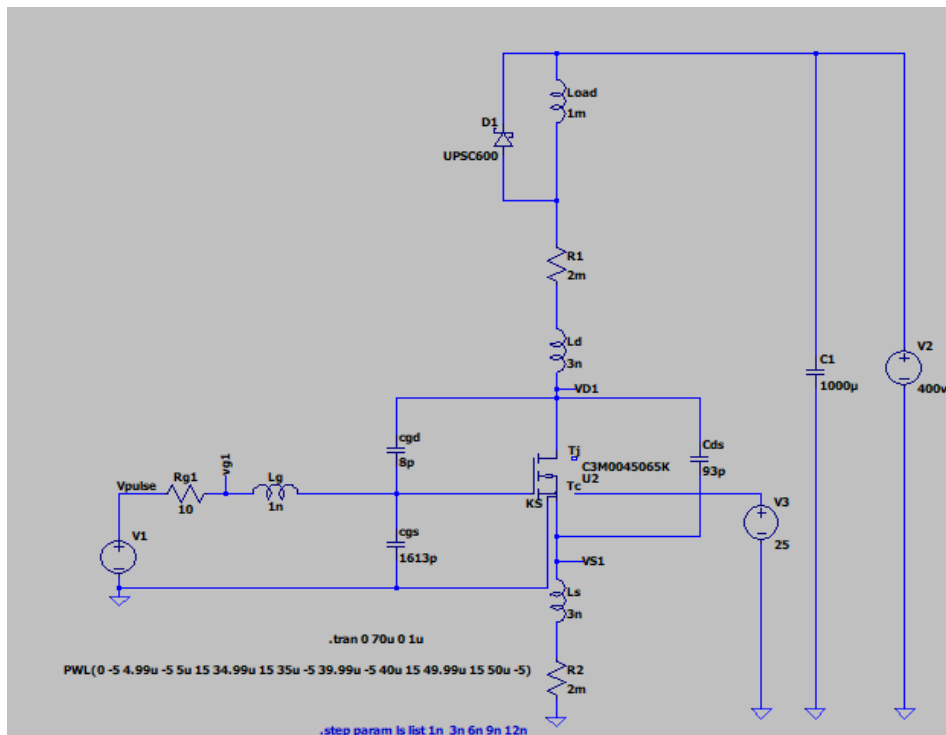 Load
1m
D1
UPSC600
R1
2m
Ld
3n
V2
C1
1000µ
400v
VD1
cgd
8p
Tj
C3M0045065K
U2
Cds
93p
vg1
Vpulse
Rg1
10
Lg
1n
Tc
KS
V3
25
V1
cgs
1613p
VS1
Ls
3n
.tran 0 70u 0 1u
PWL(0 -5 4.99u -5 5u 15 34.99u 15 35u -5 39.99u -5 40u 15 49.99u 15 50u -5)
R2
2m
.step param ls list 1n 3n 6n 9n 12n